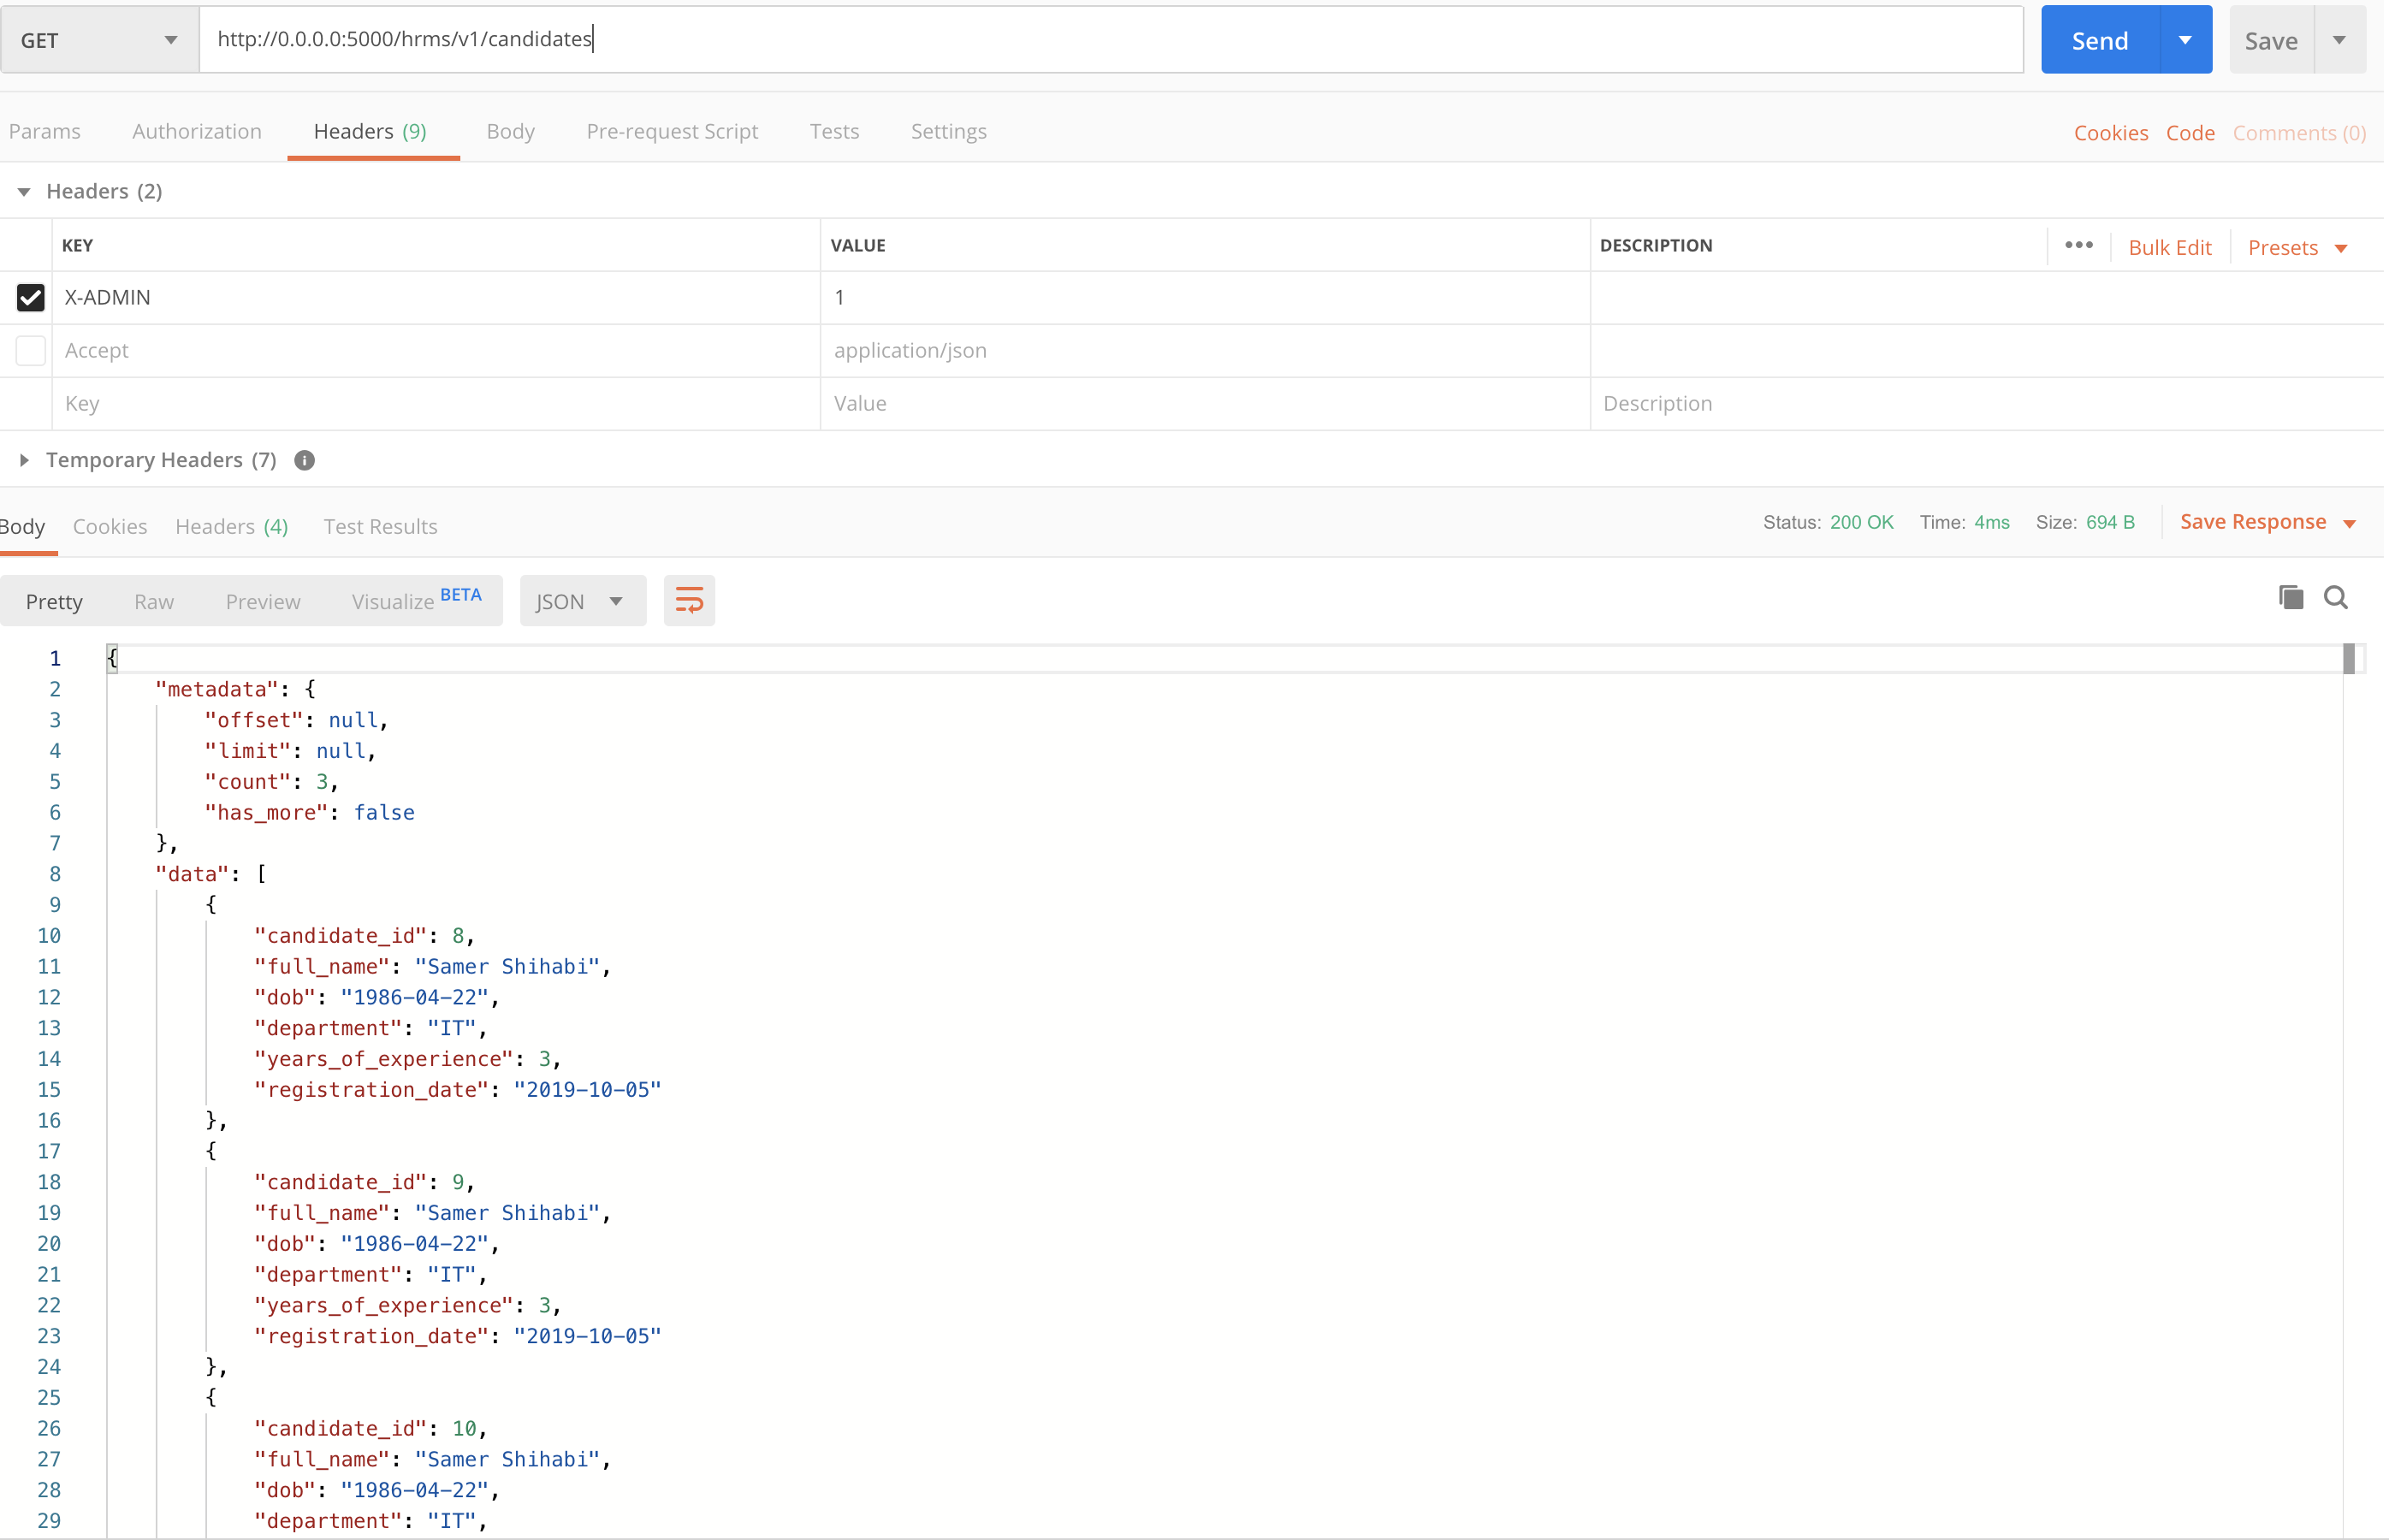 GET http://0.0.0.0:5000/hrms/v1/candidates Send Save
Params Authorization Headers (9) Body Pre-request Script Tests Settings Cookies Code Comments (0)
Headers (2)
KEY VALUE DESCRIPTION ••• Bulk Edit Presets
X-ADMIN 1
Accept application/json
Key Value Description
Temporary Headers (7) i
Body Cookies Headers (4) Test Results Status: 200 OK Time: 4ms Size: 694 B Save Response
Pretty Raw Preview Visualize BETA JSON
1 {
2 "metadata": {
3 "offset": null,
4 "limit": null,
5 "count": 3,
6 "has_more": false
7 },
8 "data": [
9 {
10 "candidate_id": 8,
11 "full_name": "Samer Shihabi",
12 "dob": "1986-04-22",
13 "department": "IT",
14 "years_of_experience": 3,
15 "registration_date": "2019-10-05"
16 },
17 {
18 "candidate_id": 9,
19 "full_name": "Samer Shihabi",
20 "dob": "1986-04-22",
21 "department": "IT",
22 "years_of_experience": 3,
23 "registration_date": "2019-10-05"
24 },
25 {
26 "candidate_id": 10,
27 "full_name": "Samer Shihabi",
28 "dob": "1986-04-22",
29 "department": "IT",